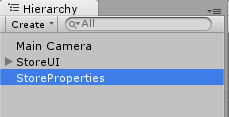 Hierarchy
Create All
Main Camera
StoreUI
StoreProperties